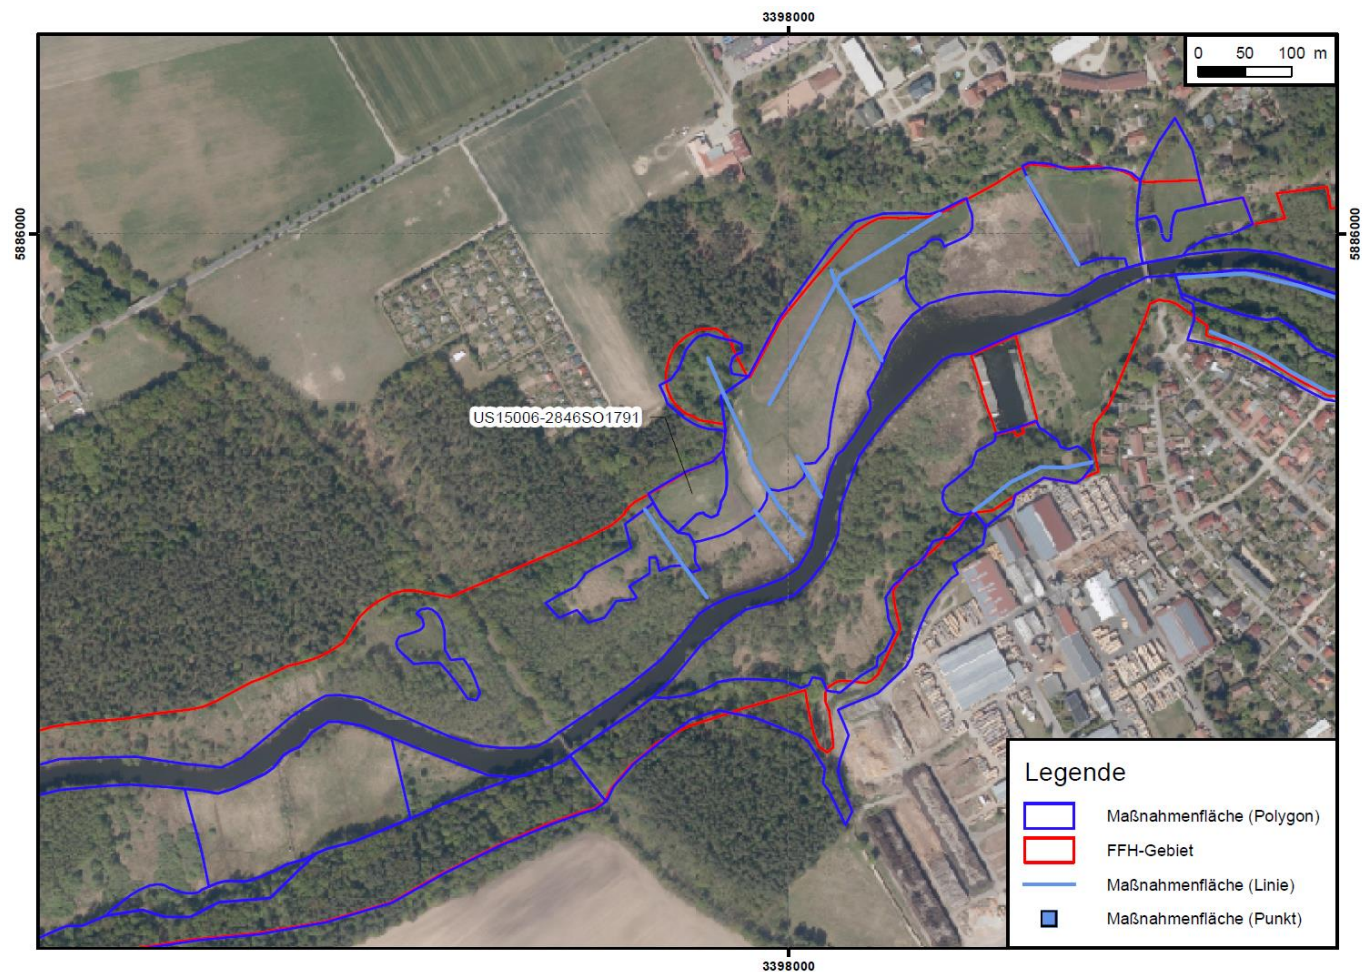 3398000
0 50 100 m
5886000
5886000
US15006-2846SO1791
Legende
Maßnahmenfläche (Polygon)
FFH-Gebiet
Maßnahmenfläche (Linie)
Maßnahmenfläche (Punkt)
3398000